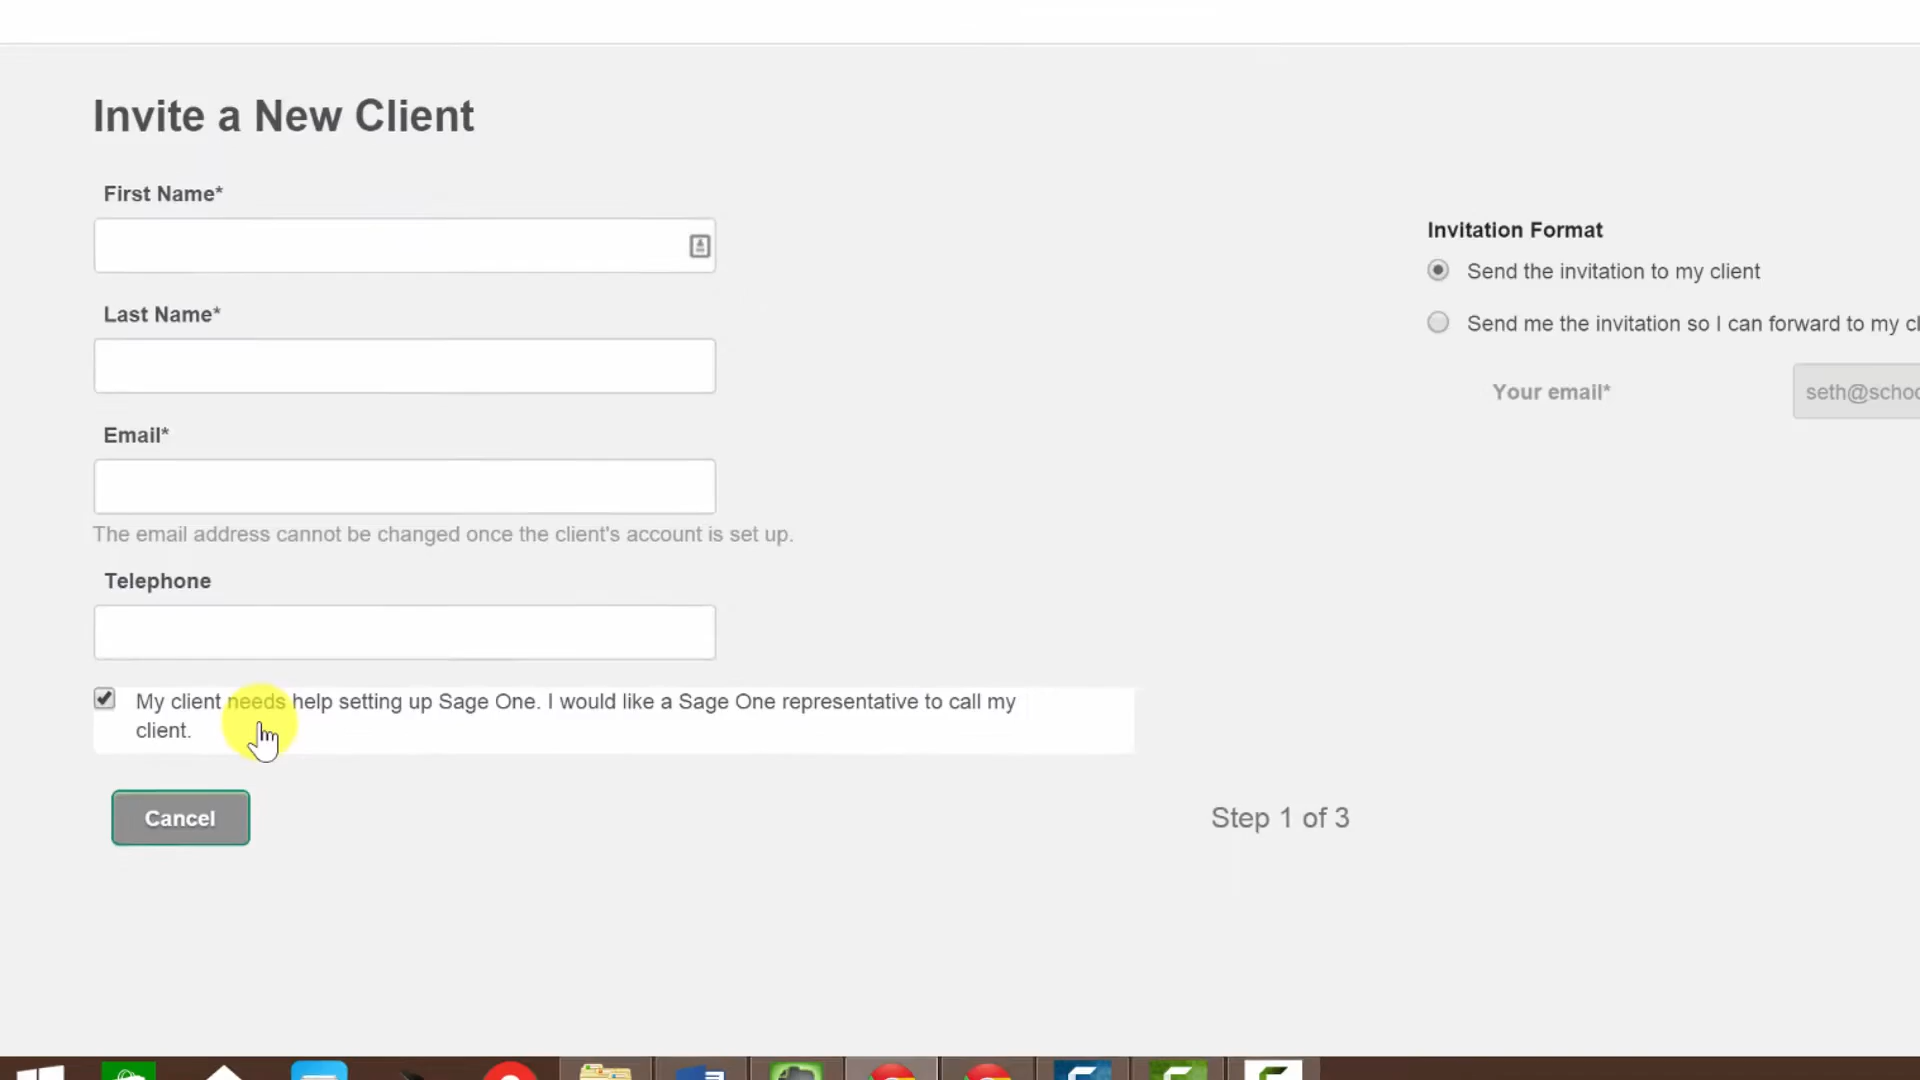 Invite a New Client
First Name*
Last Name*
Email*
The email address cannot be changed once the client's account is set up.
Telephone
My client needs help setting up Sage One. I would like a Sage One representative to call my
client.
Cancel
Step 1 of 3
Invitation Format
Send the invitation to my client
Send me the invitation so I can forward to my
Your email*